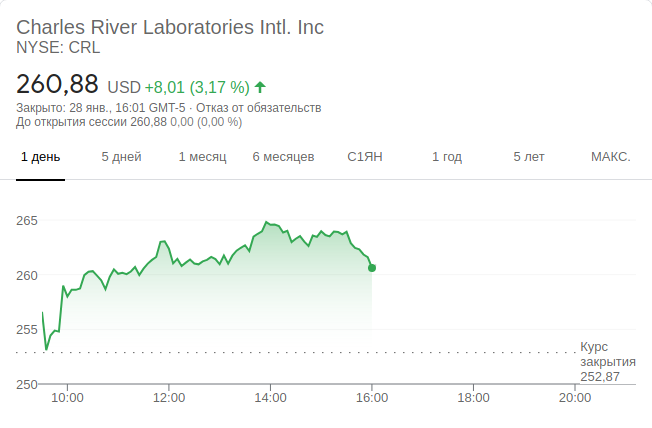 Charles River Laboratories Intl. Inc
NYSE: CRL
260,88 USD +8,01 (3,17 %)
Закрыто: 28 янв., 16:01 GMT-5 · Отказ от обязательств
До открытия сессии 260,88 0,00 (0,00 %)
1 день 5 дней 1 месяц 6 месяцев С1ЯН 1 год 5 лет МАКС.
265
260
255
Курс
закрытия
252,87
250
10:00 12:00 14:00 16:00 18:00 20:00